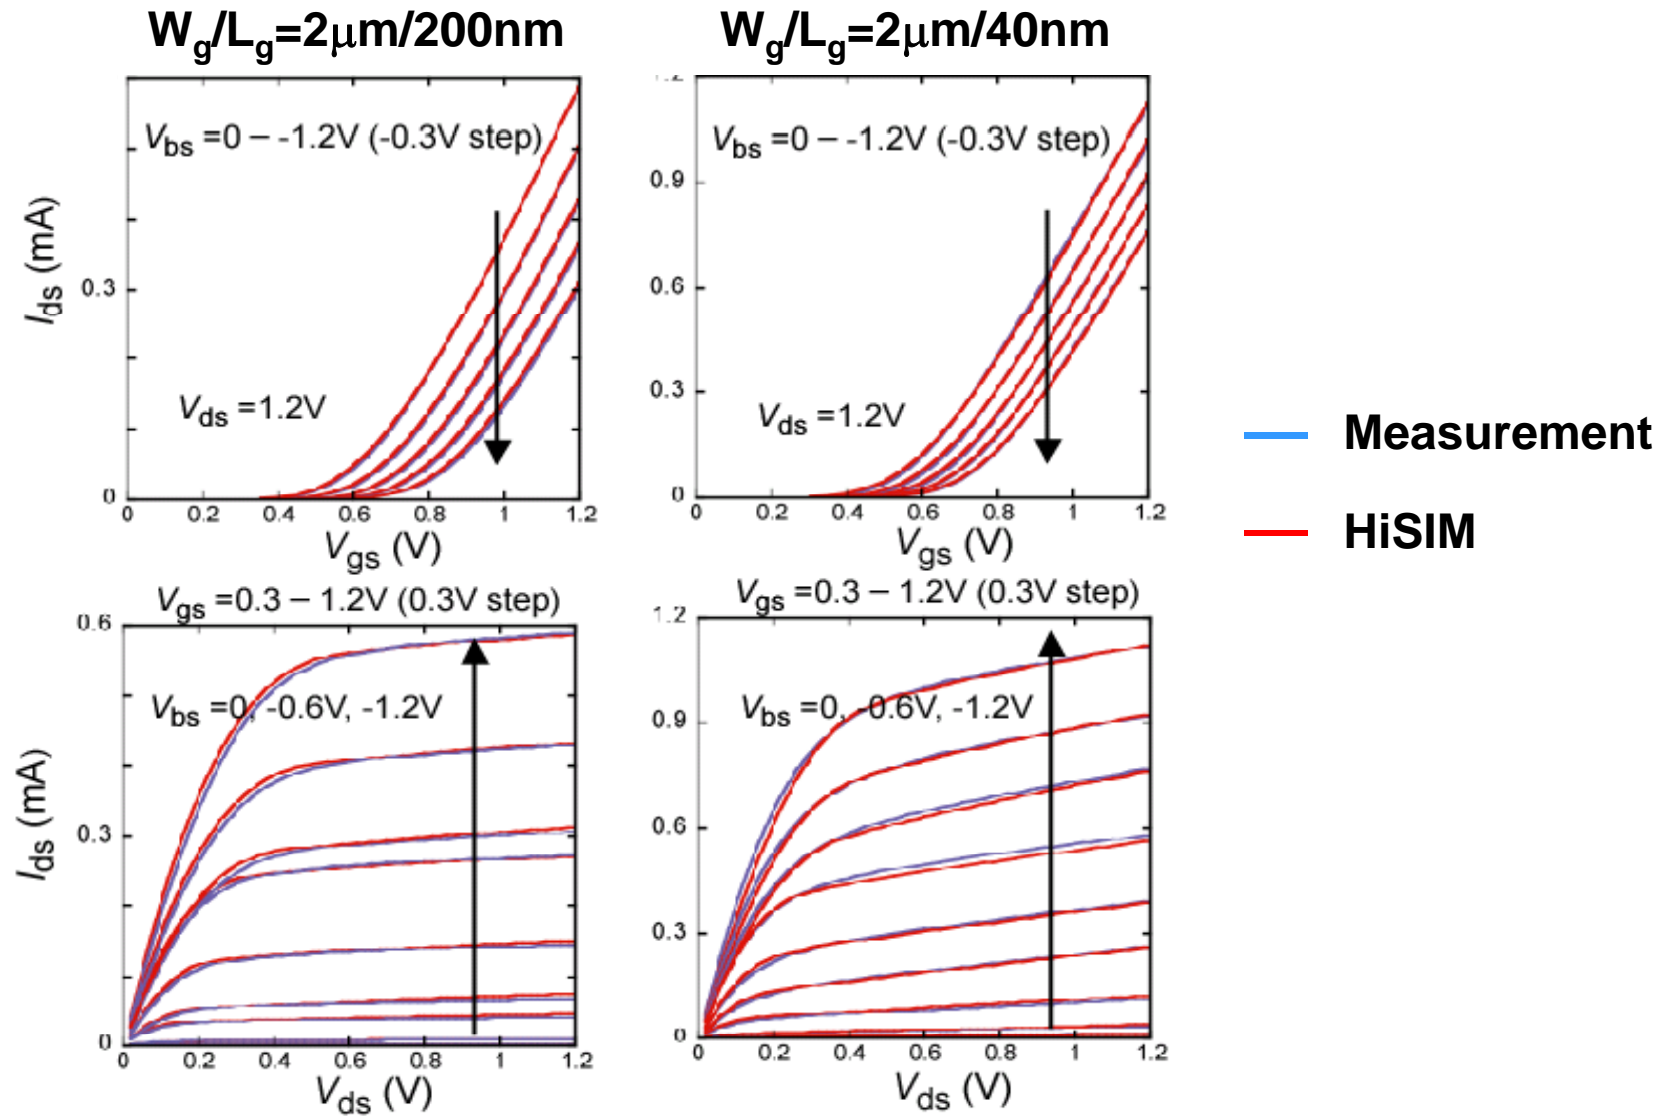 Wg/Lg=2μm/200nm
Vbs =0 – -1.2V (-0.3V step)
Ids (mA)
0.3
Vds =1.2V
0
0 0.2 0.4 0.6 0.8 1 1.2
Vgs (V)
Wg/Lg=2μm/40nm
Vbs =0 – -1.2V (-0.3V step)
0.9
0.6
0.3
Vds =1.2V
0
0 0.2 0.4 0.6 0.8 1 1.2
Vgs (V)
Measurement
HiSIM
Vgs =0.3 – 1.2V (0.3V step)
0.6
Vbs =0, -0.6V, -1.2V
Ids (mA)
0.3
0
0 0.2 0.4 0.6 0.8 1 1.2
Vds (V)
Vgs =0.3 – 1.2V (0.3V step)
1.2
Vbs =0, -0.6V, -1.2V
0.9
0.6
0.3
0
0 0.2 0.4 0.6 0.8 1 1.2
Vds (V)